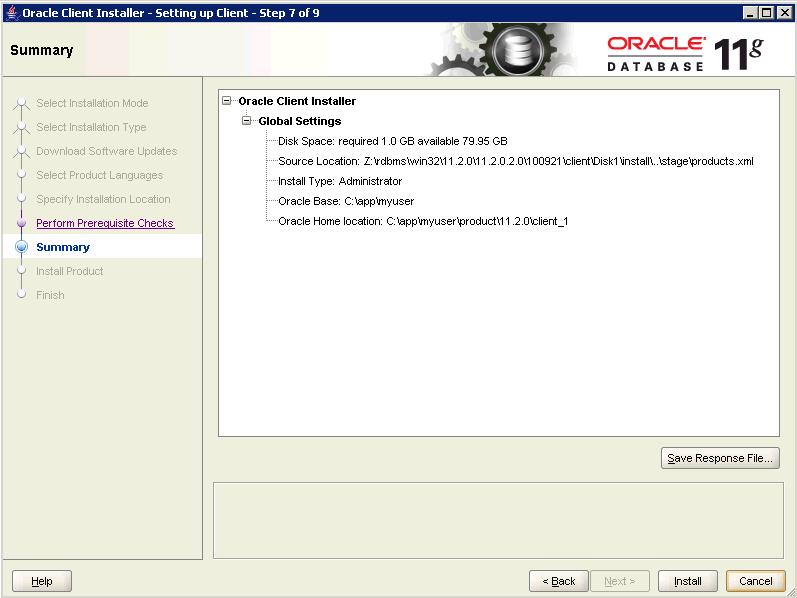 Oracle Client Installer - Setting up Client - Step 7 of 9
Summary
ORACLE®
DATABASE 11g
Select Installation Mode
Select Installation Type
Download Software Updates
Select Product Languages
Specify Installation Location
Perform Prerequisite Checks
Summary
Install Product
Finish
Oracle Client Installer
Global Settings
Disk Space: required 1.0 GB available 79.95 GB
Source Location: Z:\rdbms\win32\11.2.0\11.2.0.2.0\100921\client\Disk1\install\..\stage\products.xml
Install Type: Administrator
Oracle Base: C:\app\myuser
Oracle Home location: C:\app\myuser\product\11.2.0\client_1
Save Response File...
Help
< Back
Next >
Install
Cancel